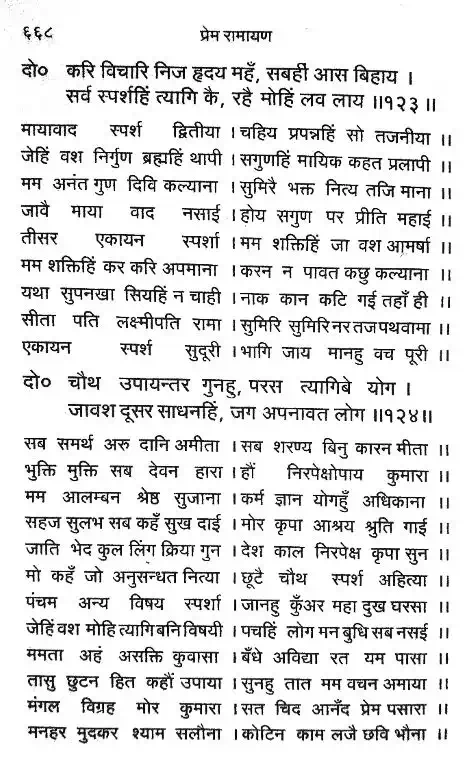 ६६८ प्रेम रामायण
दो० करि विचारि निज हृदय महँ, सबहीं आस बिहाय ।
सर्व स्पर्शहिं त्यागि कै, रहै मोहिं लव लाय ॥१२३॥
मायावाद स्पर्श द्वितीया । चहिय प्रपन्नहिं सो तजनीया ॥
जेहिं वश निर्गुण ब्रह्महिं थापी । सगुणहिं मायिक कहत प्रलापी ॥
मम अनंत गुण दिवि कल्याना । सुमिरै भक्त नित्य तजि माना ॥
जावै माया वाद नसाई । होय सगुण पर प्रीति महाई ॥
तीसर एकायन स्पर्शा । मम शक्तिहिं जा वश आमर्षा ॥
मम शक्तिहिं कर करि अपमाना । करन न पावत कछु कल्याना ॥
यथा सुपनखा सियहिं न चाही । नाक कान कटि गई तहाँ ही ॥
सीता पति लक्ष्मीपति रामा । सुमिरि सुमिरि नर तज पथ वामा ॥
एकायन स्पर्श सुदूरी । भागि जाय मानहु वच पूरी ॥
दो० चौथ उपायन्तर गुनहु, परस त्यागिबे योग ।
जावश दूसर साधनहिं, जग अपनावत लोग ॥१२४॥
सब समर्थ अरु दानि अमीता । सब शरण्य बिनु कारन मीता ॥
भुक्ति मुक्ति सब देवन हारा । हौं निरपेक्षोपाय कुमारा ॥
मम आलम्बन श्रेष्ठ सुजाना । कर्म ज्ञान योगहुँ अधिकाना ॥
सहज सुलभ सब कहँ सुख दाई । मोर कृपा आश्रय श्रुति गाई ॥
जाति भेद कुल लिंग क्रिया गुन । देश काल निरपेक्ष कृपा सुन ॥
मो कहँ जो अनुसन्धत नित्या । छूटै चौथ स्पर्श अहित्या ॥
पंचम अन्य विषय स्पर्शा । जानहु कुँअर महा दुख घरसा ॥
जेहिं वश मोहि त्यागि बनि विषयी । पचहिं लोग मन बुधि सब नसई ॥
ममता अहं असक्ति कुवासा । बँधे अविद्या रत यम पासा ॥
तासु छुटन हित कहौं उपाया । सुनहु तात मम वचन अमाया ॥
मंगल विग्रह मोर कुमारा । सत चिद आनँद प्रेम पसारा ॥
मनहर मुदकर श्याम सलौना । कोटिन काम लजै छवि भौना ॥